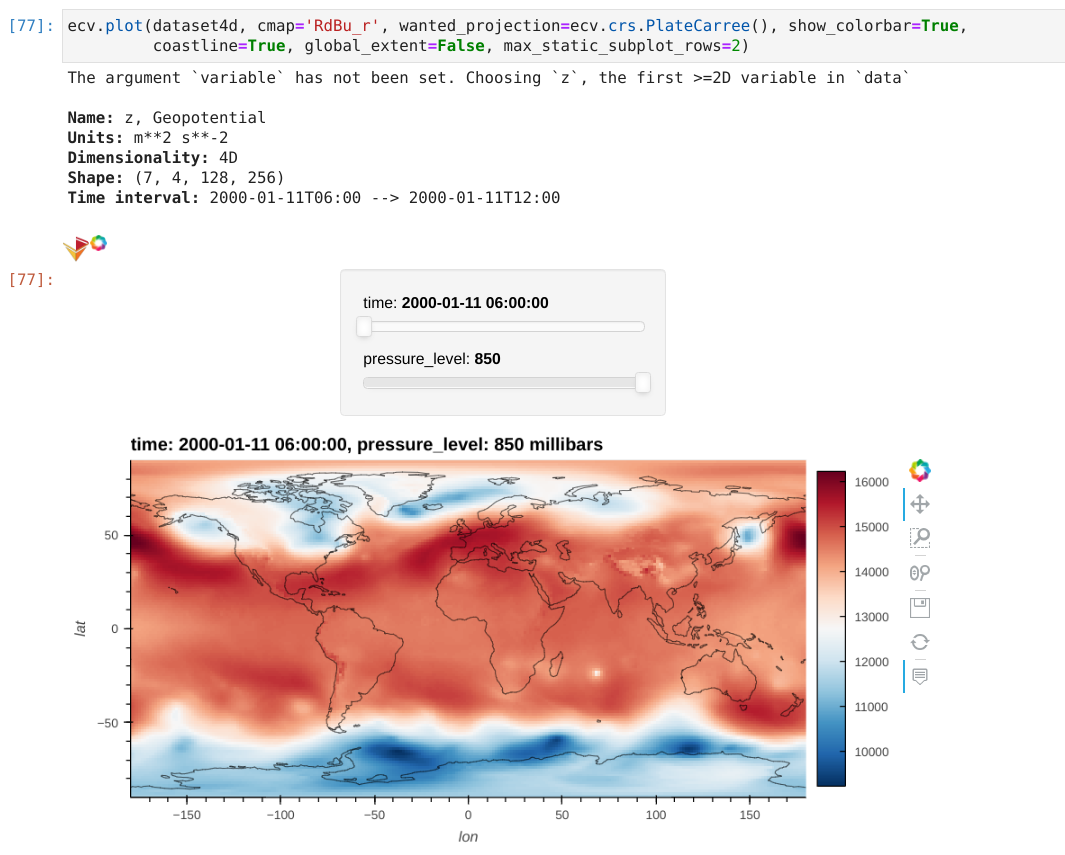 [77]: ecv.plot(dataset4d, cmap='RdBu_r', wanted_projection=ecv.crs.PlateCarree(), show_colorbar=True,
coastline=True, global_extent=False, max_static_subplot_rows=2)
The argument `variable` has not been set. Choosing `z`, the first >=2D variable in `data`
Name: z, Geopotential
Units: m**2 s**-2
Dimensionality: 4D
Shape: (7, 4, 128, 256)
Time interval: 2000-01-11T06:00 --> 2000-01-11T12:00
[77]:
time: 2000-01-11 06:00:00
pressure_level: 850
time: 2000-01-11 06:00:00, pressure_level: 850 millibars
50
0
−50
lat
−150
−100
−50
0
50
100
150
lon
16000
15000
14000
13000
12000
11000
10000